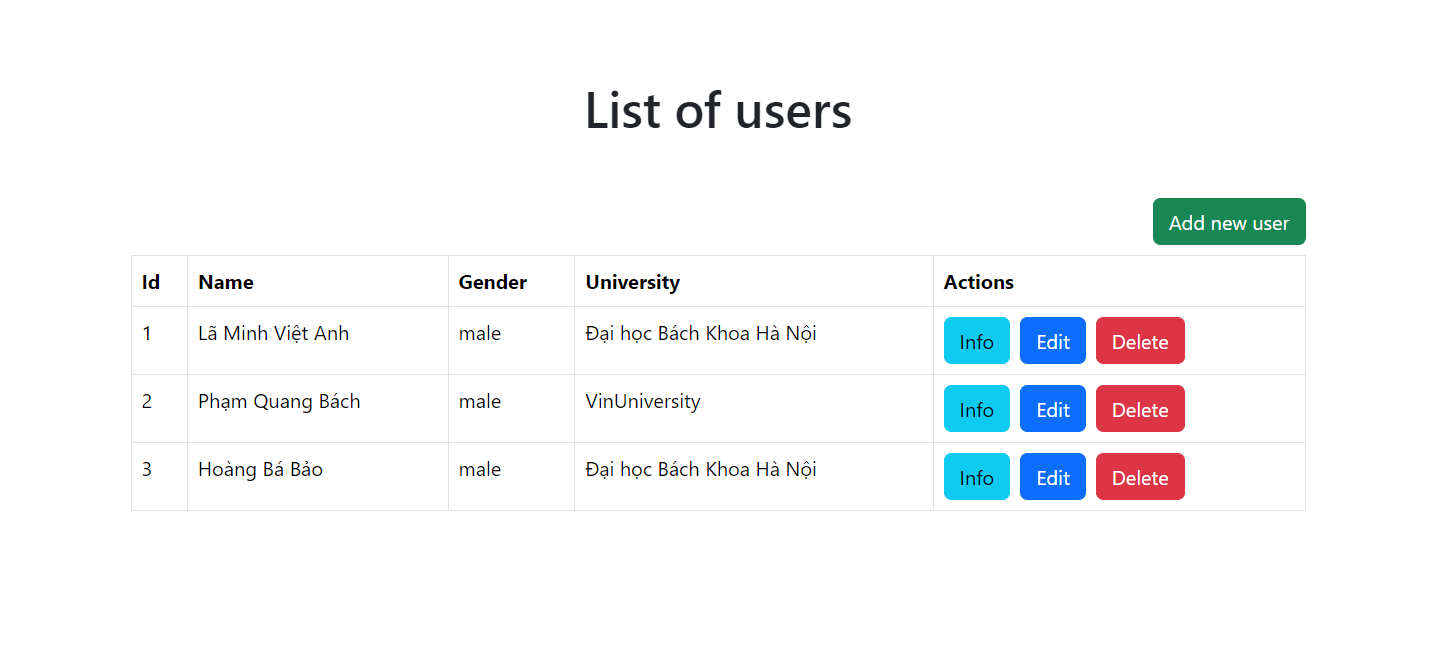 List of users
Add new user
Id Name Gender University Actions
1 Lã Minh Việt Anh male Đại học Bách Khoa Hà Nội Info Edit Delete
2 Phạm Quang Bách male VinUniversity Info Edit Delete
3 Hoàng Bá Bảo male Đại học Bách Khoa Hà Nội Info Edit Delete